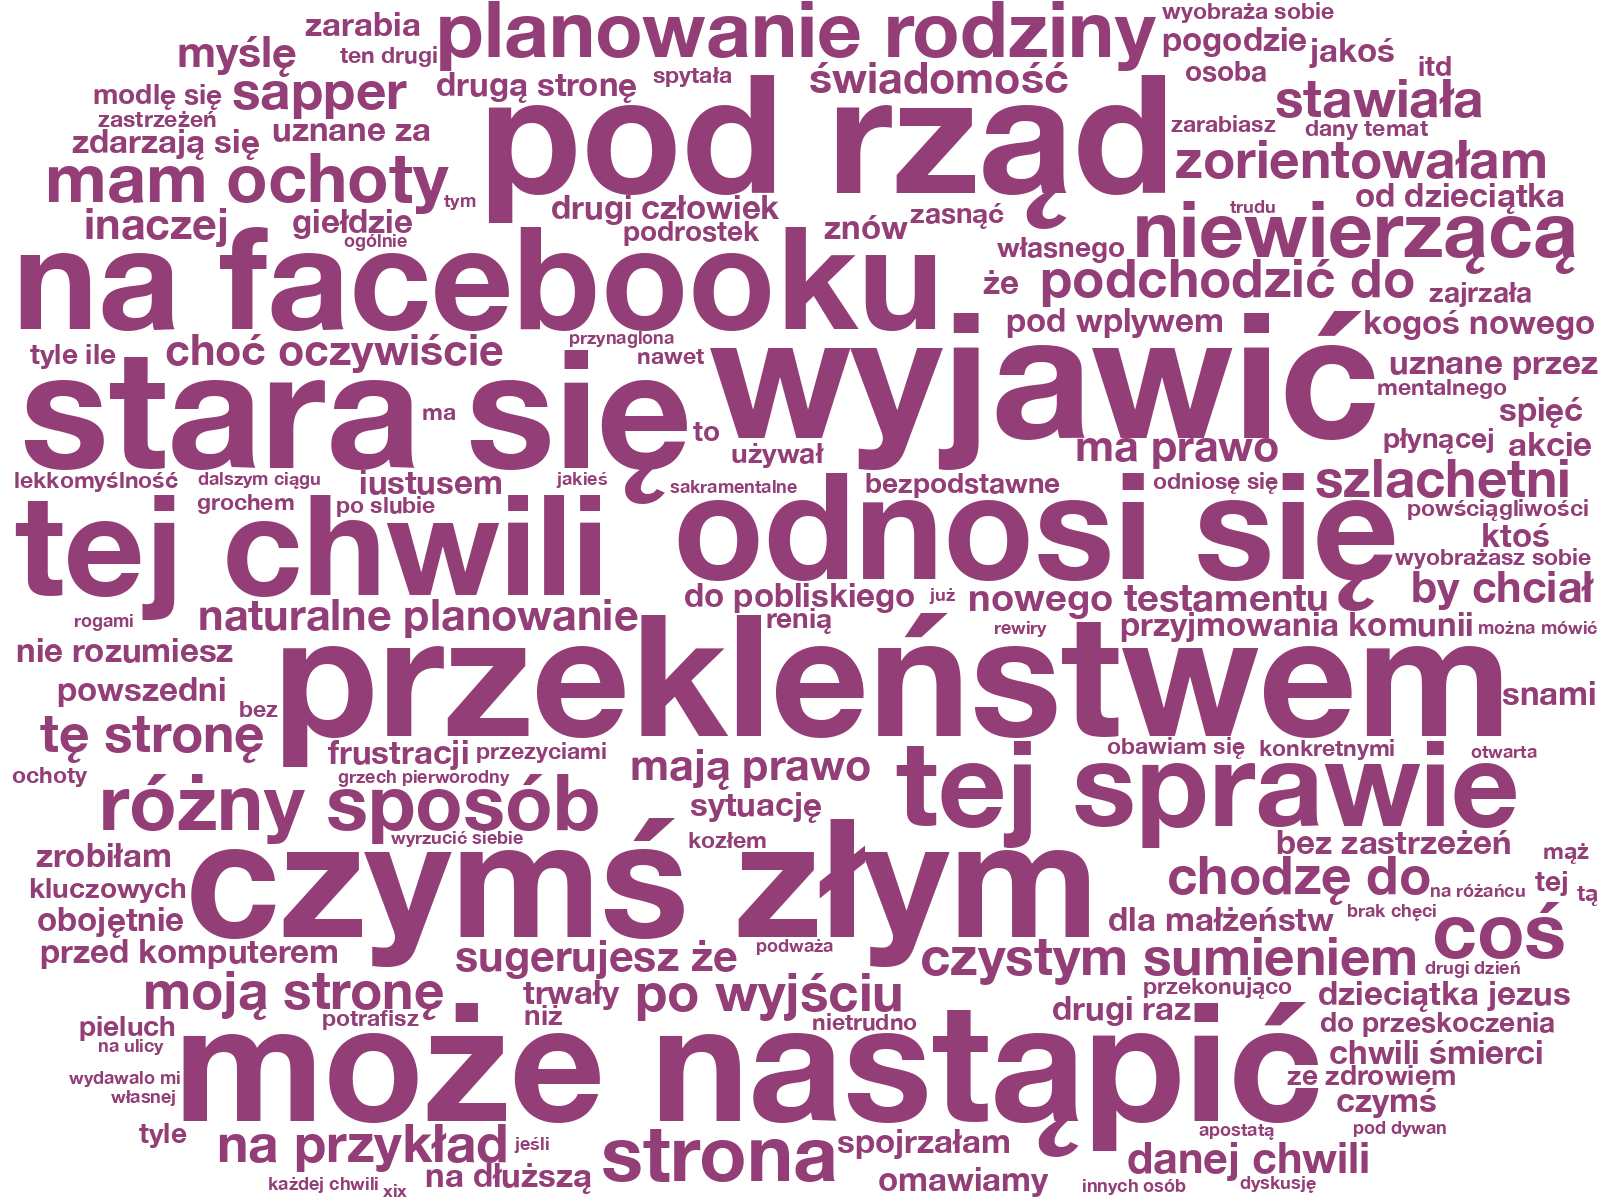 planowanie rodziny
wyobraża sobie
zarabia
ten drugi
myślę
pogodzie
jakoś
itd
osoba
spytała
świadomość
drugą stronę
sapper
modlę się
stawiała
zastrzeżeń
uznane za
zdarzają się
pod rząd
zarabiasz
dany temat
zorientowałam
mam ochoty
tym
od dzieciątka
drugi człowiek
zasnąć
trudu
inaczej
giełdzie
ogólnie
podrostek
znów
niewierzącą
własnego
na facebooku
że
podchodzić do
zajrzała
pod wplywem
kogoś nowego
przynaglona
nawet
tyle ile
choć oczywiście
wyjawić
uznane przez
mentalnego
stara się
ma
to
spięć
używał
ma prawo
płynącej
akcie
lekkomyślność
dalszym ciągu
iustusem
jakieś
sakramentalne
bezpodstawne
odniosę się
szlachetni
grochem
po slubie
powściągliwości
tej chwili
odnosi się
ktoś
wyobrażasz sobie
do pobliskiego
już
nowego testamentu
by chciał
rogami
naturalne planowanie
renią
rewiry
przyjmowania komunii
można mówić
nie rozumiesz
przekleństwem
powszedni
snami
bez
tę stronę
frustracji
przezyciami
obawiam się
konkretnymi
otwarta
ochoty
grzech pierworodny
mają prawo
tej sprawie
różny sposób
sytuację
wyrzucić siebie
kozłem
bez zastrzeżeń
zrobiłam
mąż
czymś złym
kluczowych
chodzę do
na różańcu
tej
tą
obojętnie
dla małżeństw
brak chęci
coś
przed komputerem
sugerujesz że
podważa
czystym sumieniem
drugi dzień
moją stronę
trwały
po wyjściu
przekonująco
dzieciątka jezus
pieluch
potrafisz
niż
nietrudno
drugi raz
do przeskoczenia
na ulicy
może nastąpić
chwili śmierci
wydawalo mi
ze zdrowiem
własnej
czymś
tyle
na przykład
jeśli
strona
spojrzałam
apostatą
pod dywan
na dłuższą
danej chwili
każdej chwili
xix
omawiamy
innych osób
dyskusję